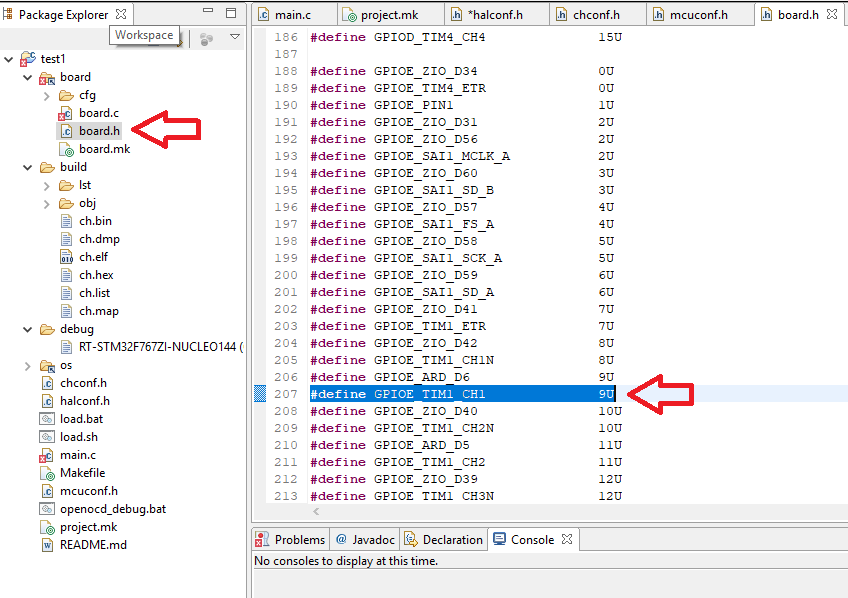 Package Explorer
Workspace
test1
board
cfg
board.c
board.h
board.mk
build
lst
obj
ch.bin
ch.dmp
ch.elf
ch.hex
ch.list
ch.map
debug
RT-STM32F767ZI-NUCLEO144 (
os
chconf.h
halconf.h
load.bat
load.sh
main.c
Makefile
mcuconf.h
openocd_debug.bat
project.mk
README.md
main.c project.mk *halconf.h chconf.h mcuconf.h board.h
186 #define GPIOD_TIM4_CH4 15U
187
188 #define GPIOE_ZIO_D34 0U
189 #define GPIOE_TIM4_ETR 0U
190 #define GPIOE_PIN1 1U
191 #define GPIOE_ZIO_D31 2U
192 #define GPIOE_ZIO_D56 2U
193 #define GPIOE_SAI1_MCLK_A 2U
194 #define GPIOE_ZIO_D60 3U
195 #define GPIOE_SAI1_SD_B 3U
196 #define GPIOE_ZIO_D57 4U
197 #define GPIOE_SAI1_FS_A 4U
198 #define GPIOE_ZIO_D58 5U
199 #define GPIOE_SAI1_SCK_A 5U
200 #define GPIOE_ZIO_D59 6U
201 #define GPIOE_SAI1_SD_A 6U
202 #define GPIOE_ZIO_D41 7U
203 #define GPIOE_TIM1_ETR 7U
204 #define GPIOE_ZIO_D42 8U
205 #define GPIOE_TIM1_CH1N 8U
206 #define GPIOE_ARD_D6 9U
207 #define GPIOE_TIM1_CH1 9U
208 #define GPIOE_ZIO_D40 10U
209 #define GPIOE_TIM1_CH2N 10U
210 #define GPIOE_ARD_D5 11U
211 #define GPIOE_TIM1_CH2 11U
212 #define GPIOE_ZIO_D39 12U
213 #define GPIOE_TIM1_CH3N 12U
Problems @ Javadoc Declaration Console
No consoles to display at this time.